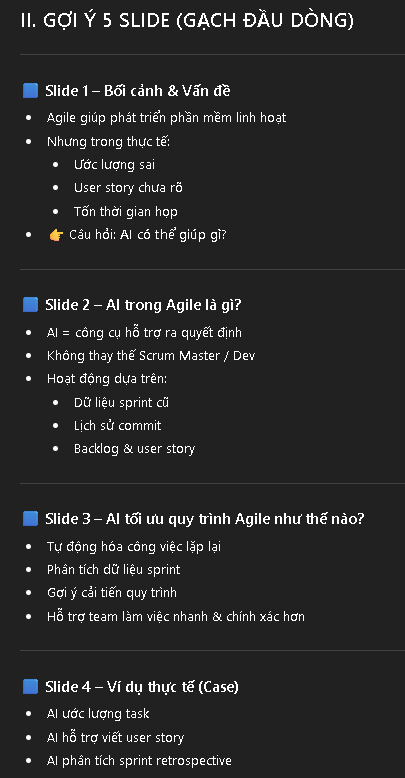 II. GỢI Ý 5 SLIDE (GẠCH ĐẦU DÒNG)
Slide 1 – Bối cảnh & Vấn đề
Agile giúp phát triển phần mềm linh hoạt
Nhưng trong thực tế:
Ước lượng sai
User story chưa rõ
Tốn thời gian họp
👉 Câu hỏi: AI có thể giúp gì?
Slide 2 – AI trong Agile là gì?
AI = công cụ hỗ trợ ra quyết định
Không thay thế Scrum Master / Dev
Hoạt động dựa trên:
Dữ liệu sprint cũ
Lịch sử commit
Backlog & user story
Slide 3 – AI tối ưu quy trình Agile như thế nào?
Tự động hóa công việc lặp lại
Phân tích dữ liệu sprint
Gợi ý cải tiến quy trình
Hỗ trợ team làm việc nhanh & chính xác hơn
Slide 4 – Ví dụ thực tế (Case)
AI ước lượng task
AI hỗ trợ viết user story
AI phân tích sprint retrospective